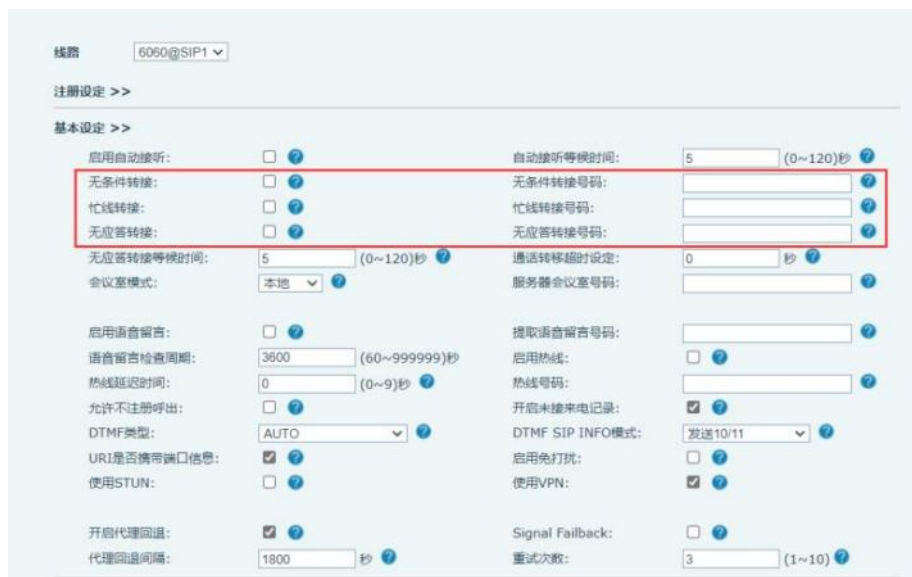 线路 6060@SIP1
注册设定 >>
基本设定 >>
启用自动接听: 自动接听等候时间: 5 (0~120)秒
无条件转接: 无条件转接号码:
忙线转接: 忙线转接号码:
无应答转接: 无应答转接号码:
无应答转接等候时间: 5 (0~120)秒 通话转移超时设定: 0 秒
会议室模式: 本地 服务器会议室号码:
启用语音留言: 提取语音留言号码:
语音留言检查周期: 3600 (60~999999)秒 启用热线:
热线延迟时间: 0 (0~9)秒 热线号码:
允许不注册呼出: 开启未接来电记录:
DTMF类型: AUTO DTMF SIP INFO模式: 发送10/11
URI是否携带端口信息: 启用免打扰:
使用STUN: 使用VPN:
开启代理回退: Signal Failback:
代理回退间隔: 1800 秒 重试次数: 3 (1~10)